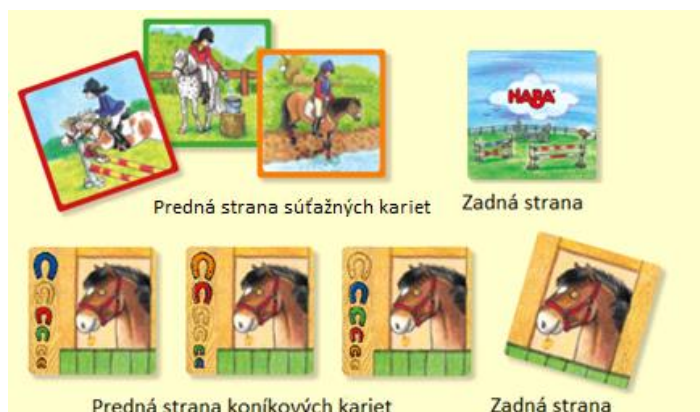 HABA
Predná strana súťažných kariet
Zadná strana
Predná strana koníkových kariet
Zadná strana